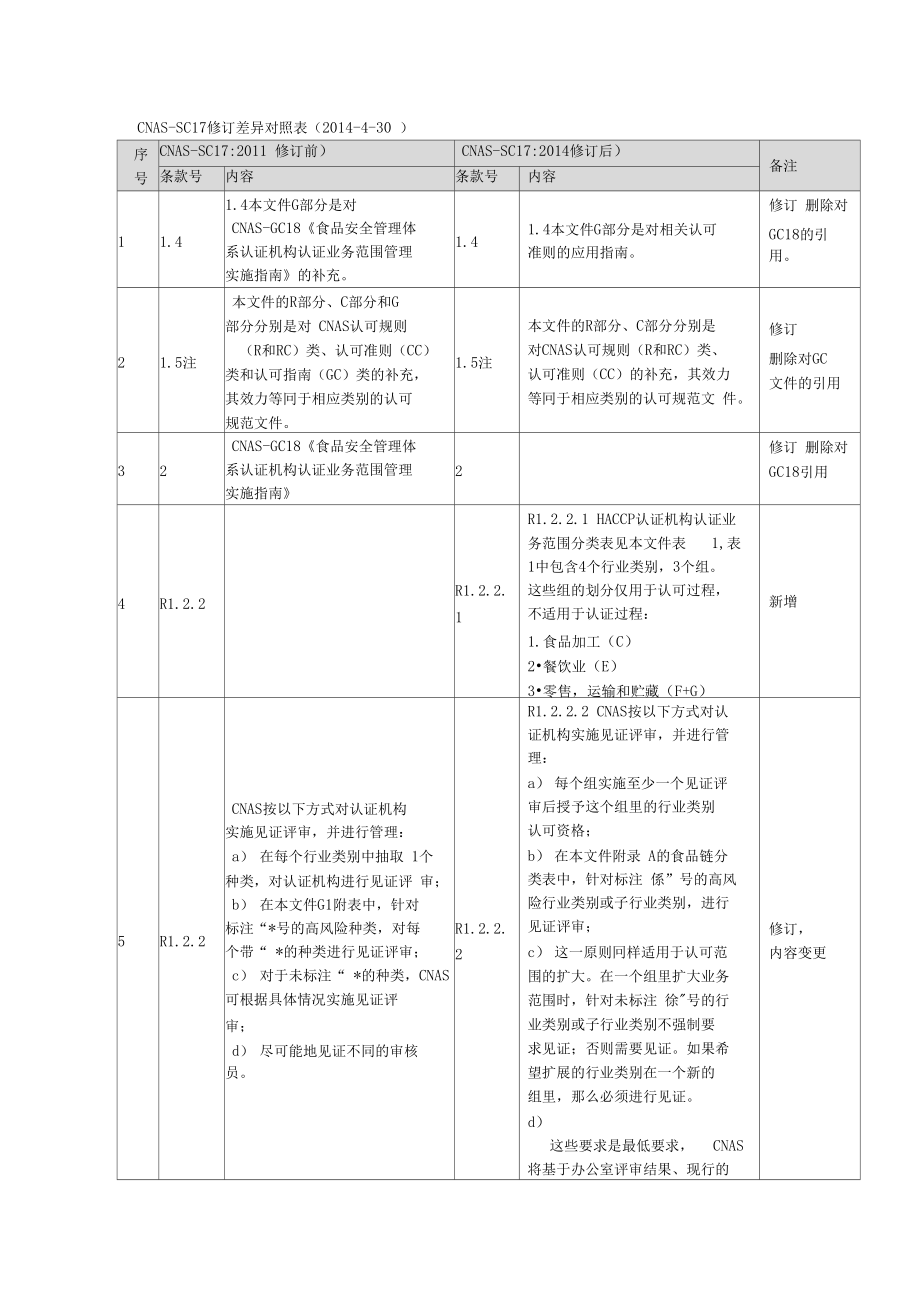 CNAS-SC17修订差异对照表（2014-4-30 ）
序号
CNAS-SC17:2011 修订前）
CNAS-SC17:2014修订后）
备注
条款号
内容
条款号
内容
1
1.4
1.4本文件G部分是对
CNAS-GC18《食品安全管理体
系认证机构认证业务范围管理
实施指南》的补充。
1.4
1.4本文件G部分是对相关认可
准则的应用指南。
修订 删除对
GC18的引
用。
2
1.5注
本文件的R部分、C部分和G
部分分别是对 CNAS认可规则
（R和RC）类、认可准则（CC）
类和认可指南（GC）类的补充，
其效力等冋于相应类别的认可
规范文件。
1.5注
本文件的R部分、C部分分别是
对CNAS认可规则（R和RC）类、
认可准则（CC）的补充，其效力
等冋于相应类别的认可规范文 件。
修订
删除对GC
文件的引用
3
2
CNAS-GC18《食品安全管理体
系认证机构认证业务范围管理
实施指南》
2
修订 删除对
GC18引用
4
R1.2.2
R1.2.2.
1
R1.2.2.1 HACCP认证机构认证业
务范围分类表见本文件表 1,表
1中包含4个行业类别，3个组。
这些组的划分仅用于认可过程，
不适用于认证过程：
1.食品加工（C）
2•餐饮业（E）
3•零售，运输和贮藏（F+G）
新增
5
R1.2.2
CNAS按以下方式对认证机构
实施见证评审，并进行管理：
a） 在每个行业类别中抽取 1个
种类，对认证机构进行见证评 审；
b） 在本文件G1附表中，针对
标注“*号的高风险种类，对每
个带“ *的种类进行见证评审；
c） 对于未标注“ *的种类，CNAS
可根据具体情况实施见证评
审；
d） 尽可能地见证不同的审核
员。
R1.2.2.
2
R1.2.2.2 CNAS按以下方式对认
证机构实施见证评审，并进行管
理：
a） 每个组实施至少一个见证评
审后授予这个组里的行业类别
认可资格；
b） 在本文件附录 A的食品链分
类表中，针对标注 係”号的高风
险行业类别或子行业类别，进行
见证评审；
c） 这一原则冋样适用于认可范
围的扩大。在一个组里扩大业务
范围时，针对未标注 徐"号的行
业类别或子行业类别不强制要
求见证；否则需要见证。如果希
望扩展的行业类别在一个新的
组里，那么必须进行见证。
d）
这些要求是最低要求， CNAS
将基于办公室评审结果、现行的
修订，
内容变更